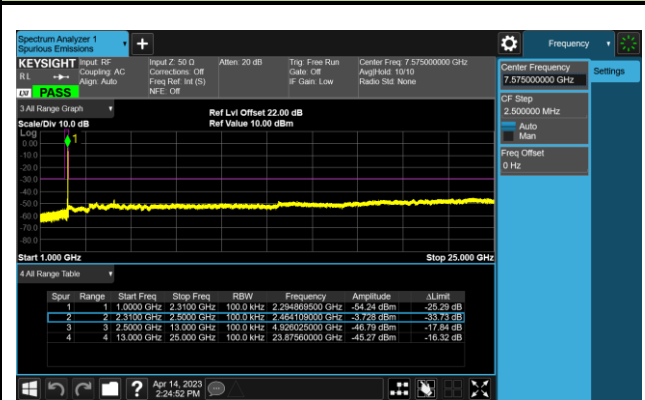 Spectrum Analyzer 1
Spurious Emissions
Frequency
KEYSIGHT
R L
LXI
PASS
Input: RF
Coupling: AC
Align: Auto
Input Z: 50 Ω
Corrections: Off
Freq Ref: Int (S)
NFE: Off
Atten: 20 dB
Trig: Free Run
Gate: Off
IF Gain: Low
Center Freq: 7.575000000 GHz
Avg|Hold: 10/10
Radio Std: None
3 All Range Graph
Scale/Div 10.0 dB
Ref Lvl Offset 22.00 dB
Ref Value 10.00 dBm
Log
0.00
-10.0
-20.0
-30.0
-40.0
-50.0
-60.0
-70.0
-80.0
1
Start 1.000 GHz
Stop 25.000 GHz
4 All Range Table
Spur Range Start Freq Stop Freq RBW Frequency Amplitude ΔLimit
1 1 1.0000 GHz 2.3100 GHz 100.0 kHz 2.294869500 GHz -54.24 dBm -25.29 dB
2 2 2.3100 GHz 2.5000 GHz 100.0 kHz 2.464109000 GHz -3.728 dBm -33.73 dB
3 3 2.5000 GHz 13.000 GHz 100.0 kHz 4.926025000 GHz -46.79 dBm -17.84 dB
4 4 13.000 GHz 25.000 GHz 100.0 kHz 23.87560000 GHz -45.27 dBm -16.32 dB
Center Frequency
7.575000000 GHz
Settings
CF Step
2.500000 MHz
Auto
Man
Freq Offset
0 Hz
?
Apr 14, 2023
2:24:52 PM